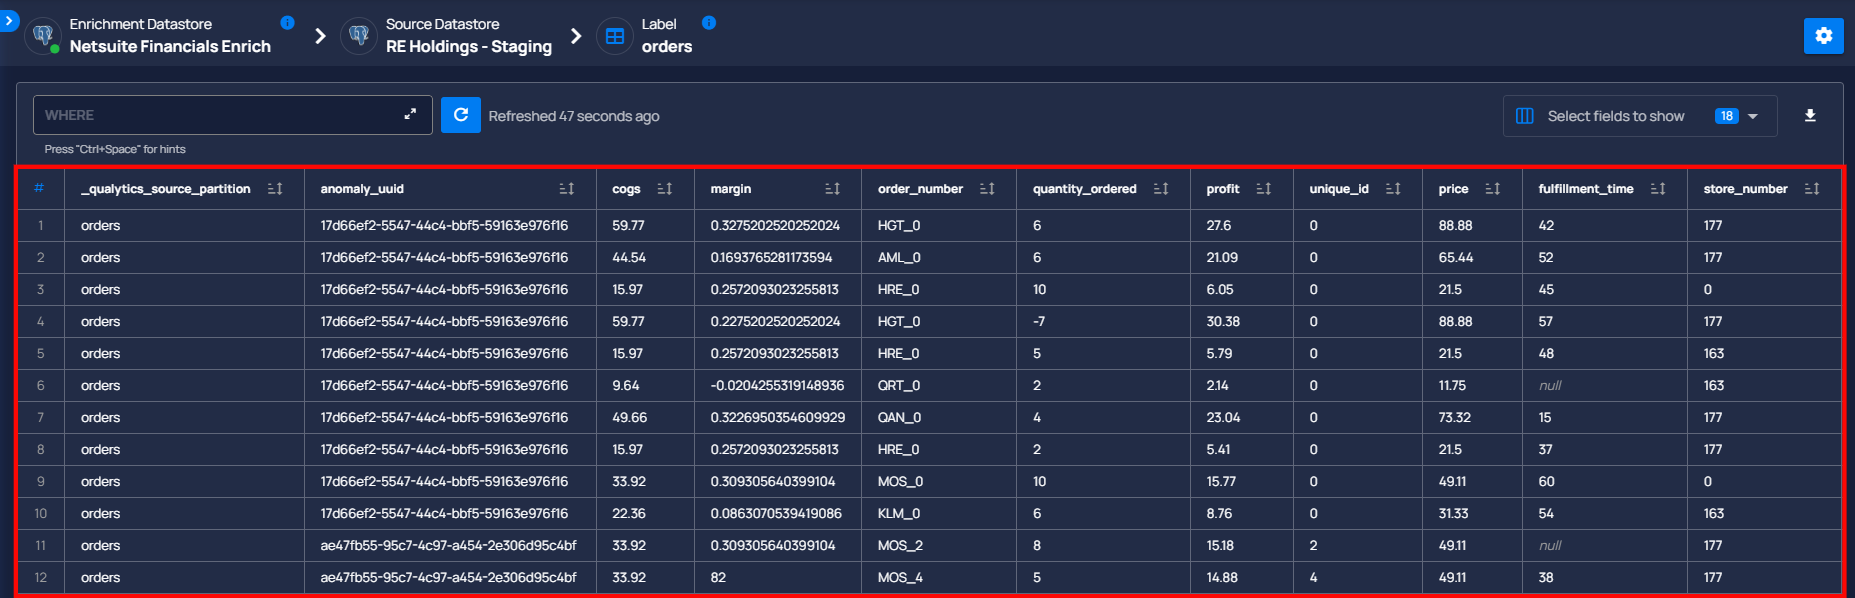 Enrichment Datastore
Netsuite Financials Enrich
Source Datastore
RE Holdings - Staging
Label
orders
WHERE
Refreshed 47 seconds ago
Select fields to show 18
Press "Ctrl+Space" for hints
# _qualytics_source_partition anomaly_uuid cogs margin order_number quantity_ordered profit unique_id price fulfillment_time store_number
1 orders 17d66ef2-5547-44c4-bbf5-59163e976f16 59.77 0.3275202520252024 HGT_0 6 27.6 0 88.88 42 177
2 orders 17d66ef2-5547-44c4-bbf5-59163e976f16 44.54 0.1693765281173594 AML_0 6 21.09 0 65.44 52 177
3 orders 17d66ef2-5547-44c4-bbf5-59163e976f16 15.97 0.2572093023255813 HRE_0 10 6.05 0 21.5 45 0
4 orders 17d66ef2-5547-44c4-bbf5-59163e976f16 59.77 0.2275202520252024 HGT_0 -7 30.38 0 88.88 57 177
5 orders 17d66ef2-5547-44c4-bbf5-59163e976f16 15.97 0.2572093023255813 HRE_0 5 5.79 0 21.5 48 163
6 orders 17d66ef2-5547-44c4-bbf5-59163e976f16 9.64 -0.0204255319148936 QRT_0 2 2.14 0 11.75 null 163
7 orders 17d66ef2-5547-44c4-bbf5-59163e976f16 49.66 0.3226950354609929 QAN_0 4 23.04 0 73.32 15 177
8 orders 17d66ef2-5547-44c4-bbf5-59163e976f16 15.97 0.2572093023255813 HRE_0 2 5.41 0 21.5 37 177
9 orders 17d66ef2-5547-44c4-bbf5-59163e976f16 33.92 0.309305640399104 MOS_0 10 15.77 0 49.11 60 0
10 orders 17d66ef2-5547-44c4-bbf5-59163e976f16 22.36 0.0863070539419086 KLM_0 6 8.76 0 31.33 54 163
11 orders ae47fb55-95c7-4c97-a454-2e306d95c4bf 33.92 0.309305640399104 MOS_2 8 15.18 2 49.11 null 177
12 orders ae47fb55-95c7-4c97-a454-2e306d95c4bf 33.92 82 MOS_4 5 14.88 4 49.11 38 177